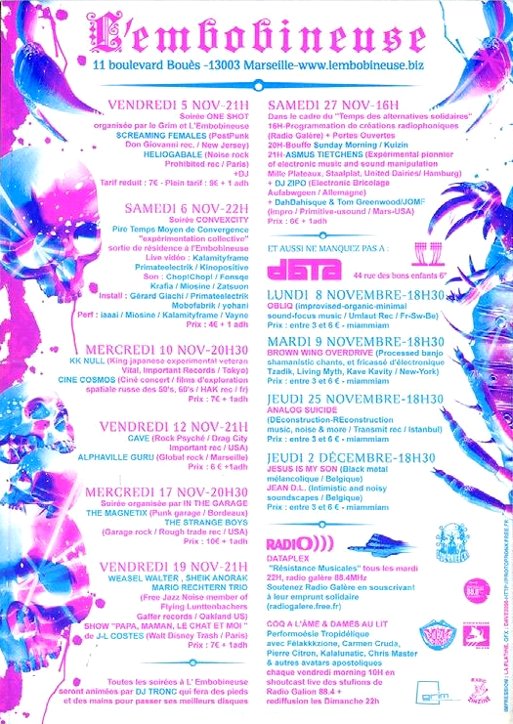 L'embobineuse
11 boulevard Bouès -13003 Marseille-www.lembobineuse.biz
VENDREDI 5 NOV-21H
Soirée ONE SHOT
organisée par le Grim et L'Embobineuse
SCREAMING FEMALES (PostPunk
Don Giovanni rec. / New Jersey)
HELIOGABALE (Noise rock
Prohibited rec / Paris)
+DJ
Tarif reduit : 7€ - Plein tarif : 9€ + 1 adh
SAMEDI 6 NOV-22H
Soirée CONVEXCITY
Pire Temps Moyen de Convergence
"expérimentation collective"
sortie de résidence à l'Embobineuse
Live vidéo : Kalamityframe
Primateelectrik / Kinopositive
Son : Chop!Chop! / Fomsqe
Krafia / Miosine / Zatsuon
Install : Gérard Giachi / Primateelektrik
Mobofabrik / yohani
Perf : iaaai / Miosine / Kalamityframe / Vayno
Prix : 4€ + 1 adh
MERCREDI 10 NOV-20H30
KK NULL (King japanese experimental veteran
Vital, Important Records / Tokyo)
CINE COSMOS (Ciné concert / films d'exploration
spatiale russe des 50's, 60's / HAK rec / fr)
Prix : 7€ + 1adh
VENDREDI 12 NOV-21H
CAVE (Rock Psyché / Drag City
Important rec / USA)
ALPHAVILLE GURU (Global rock / Marseille)
Prix : 6 € +1adh
MERCREDI 17 NOV-20H30
Soirée organisée par IN THE GARAGE
THE MAGNETIX (Punk garage / Bordeaux)
THE STRANGE BOYS
(Garage rock / Rough trade rec / USA)
Prix : 10€ + 1adh
VENDREDI 19 NOV-21H
WEASEL WALTER , SHEIK ANORAK
MARIO RECHTERN TRIO
(Free Jazz Noise member of
Flying Lunttenbachers
Gaffer records / Oakland US)
SHOW "PAPA, MAMAN, LE CHAT ET MOI "
de J-L COSTES (Walt Disney Trash / Paris)
Prix : 7€ + 1adh
Toutes les soirées à L' Embobineuse
seront animées par DJ TRONC qui fera des pieds
et des mains pour passer ses meilleurs disques
SAMEDI 27 NOV-16H
Dans le cadre du "Temps des alternatives solidaires"
16H-Programmation de créations radiophoniques
(Radio Galère) + Portes Ouvertes
20H-Bouffe Sunday Morning / Kuizin
21H-ASMUS TIETCHENS (Expérimental pionnier
of electronic music and sound manipulation
Mille Plateaux, Staalplat, United Dairies/ Hamburg)
+ DJ ZIPO (Electronic Bricolage
Aufabwgeen / Allemagne)
+ DahDahisque & Tom Greenwood/JOMF
(Impro / Primitive-uxound / Mars-USA)
Prix : 6€ + 1adh
ET AUSSI NE MANQUEZ PAS A :
data
44 rue des bons enfants 6°
LUNDI 8 NOVEMBRE-18H30
OBLIQ (improvised-organic-minimal
sound-focus music / Umlaut Rec / Fr-Sw-Be)
Prix : entre 3 et 6 € - miammiam
MARDI 9 NOVEMBRE-18H30
BROWN WING OVERDRIVE (Processed banjo
shamanistic chants, et fricassé d'électronique
Tzadik, Living Myth, Kave Kavity / New-York)
Prix : entre 3 et 6 € - miammiam
JEUDI 25 NOVEMBRE-18H30
ANALOG SUICIDE
(DEconstruction-REconstruction
music, noise & more / Transmit rec / Istanbul)
Prix : entre 3 et 6 € - miammiam
JEUDI 2 DÉCEMBRE-18H30
JESUS IS MY SON (Black metal
mélancolique / Belgique)
JEAN D.L. (Intimistic and noisy
soundscapes / Belgique)
Prix : entre 3 et 6 € - miammiam
RADIO
DATAPLEX
"Résistance Musicales" tous les mardi
22H, radio galère 88.4MHz
Soutenez Radio Galère en souscrivant
à leur emprunt solidaire
(radiogalere.free.fr)
COQ A L'ÂME & DAMES AU LIT
Performoésie Tropidélique
avec Félakkkzione, Carmen Cruda,
Pierre Citron, Kalahunair, Chris Master
& autres avatars apostoliques
chaque vendredi morning 10H en
shoutcast live des stufions de
Radio Galion 88.4 +
rediffusion les Dimanche 22h
grim